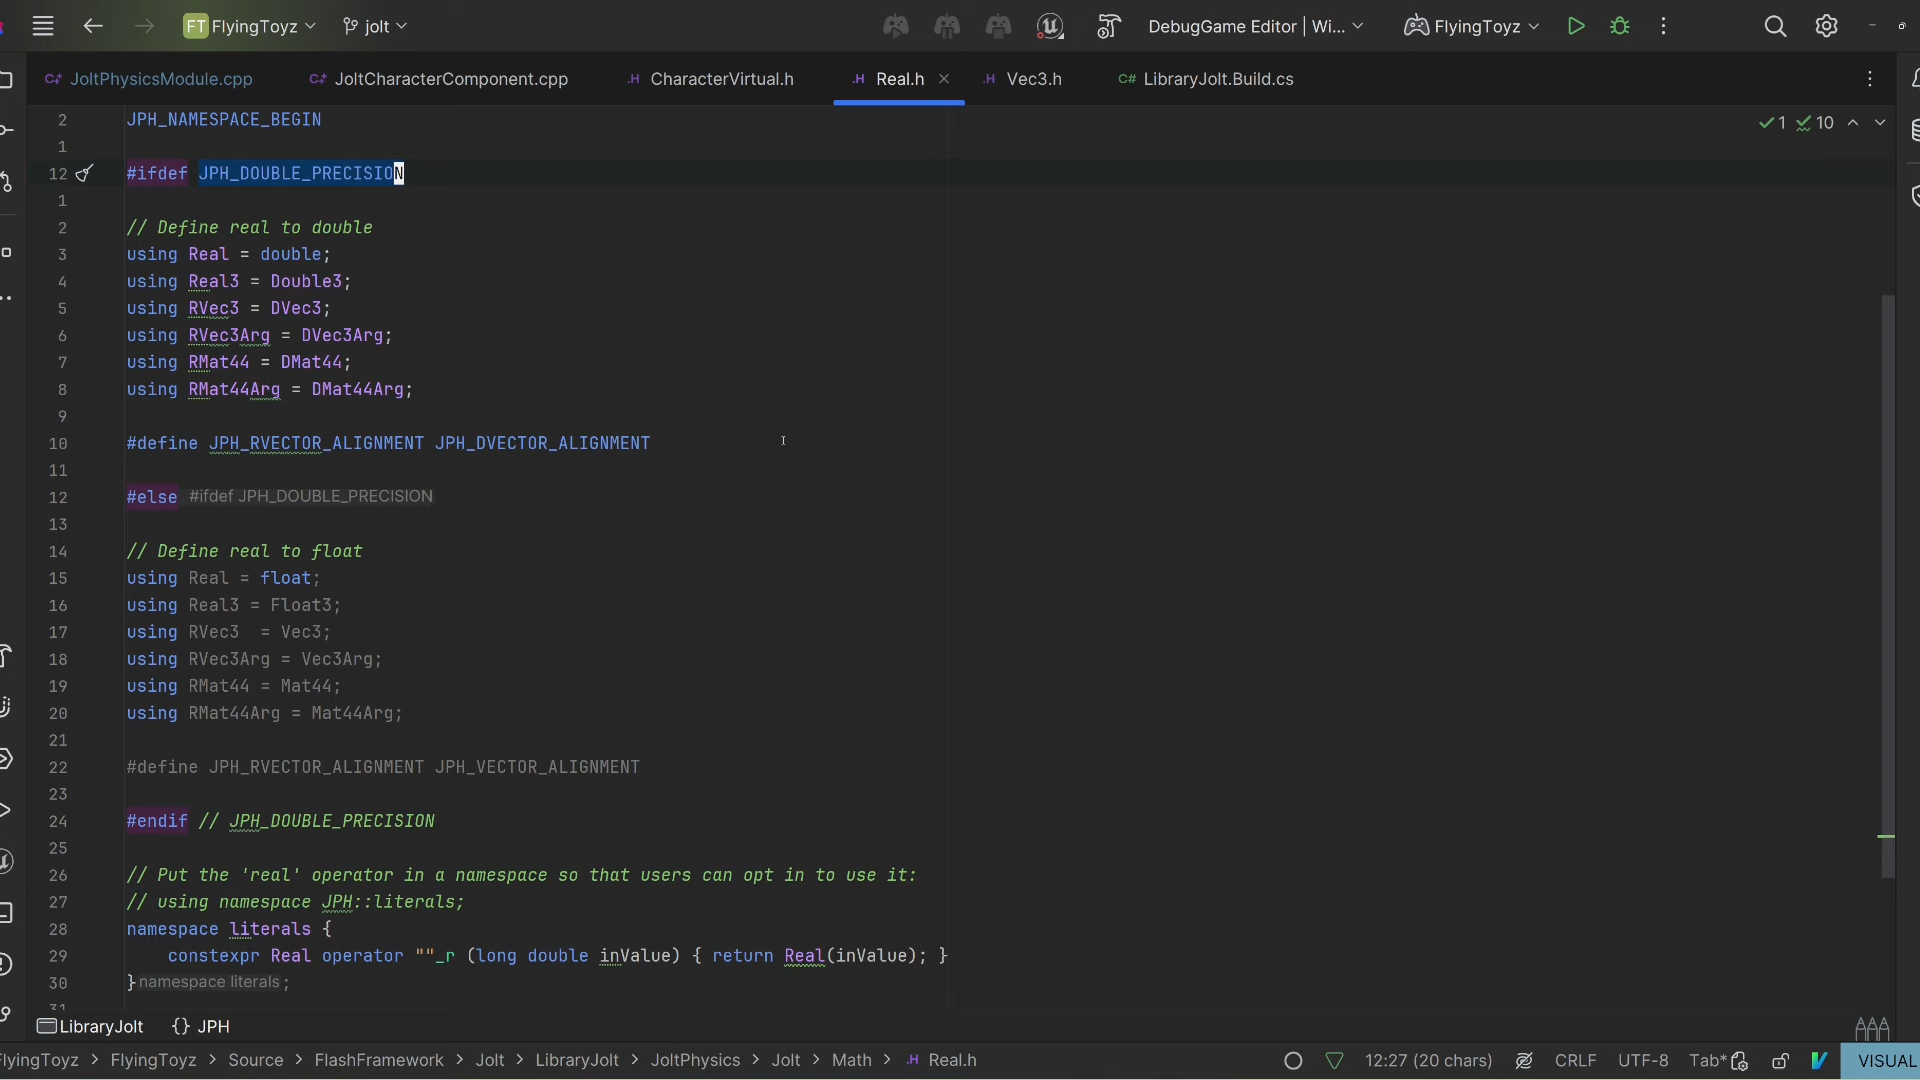 FT FlyingToyz jolt DebugGame Editor | Wi... FlyingToyz
JoltPhysicsModule.cpp JoltCharacterComponent.cpp .H CharacterVirtual.h .H Real.h .H Vec3.h C# LibraryJolt.Build.cs
2 JPH_NAMESPACE_BEGIN 1 10
1
12 #ifdef JPH_DOUBLE_PRECISION
1
2 // Define real to double
3 using Real = double;
4 using Real3 = Double3;
5 using RVec3 = DVec3;
6 using RVec3Arg = DVec3Arg;
7 using RMat44 = DMat44;
8 using RMat44Arg = DMat44Arg;
9
10 #define JPH_RVECTOR_ALIGNMENT JPH_DVECTOR_ALIGNMENT
11
12 #else #ifdef JPH_DOUBLE_PRECISION
13
14 // Define real to float
15 using Real = float;
16 using Real3 = Float3;
17 using RVec3  = Vec3;
18 using RVec3Arg = Vec3Arg;
19 using RMat44 = Mat44;
20 using RMat44Arg = Mat44Arg;
21
22 #define JPH_RVECTOR_ALIGNMENT JPH_VECTOR_ALIGNMENT
23
24 #endif // JPH_DOUBLE_PRECISION
25
26 // Put the 'real' operator in a namespace so that users can opt in to use it:
27 // using namespace JPH::literals;
28 namespace literals {
29 constexpr Real operator ""_r (long double inValue) { return Real(inValue); }
30 } namespace literals ;
31
LibraryJolt {} JPH
lyingToyz > FlyingToyz > Source > FlashFramework > Jolt > LibraryJolt > JoltPhysics > Jolt > Math > .H Real.h 12:27 (20 chars) CRLF UTF-8 Tab* VISUAL